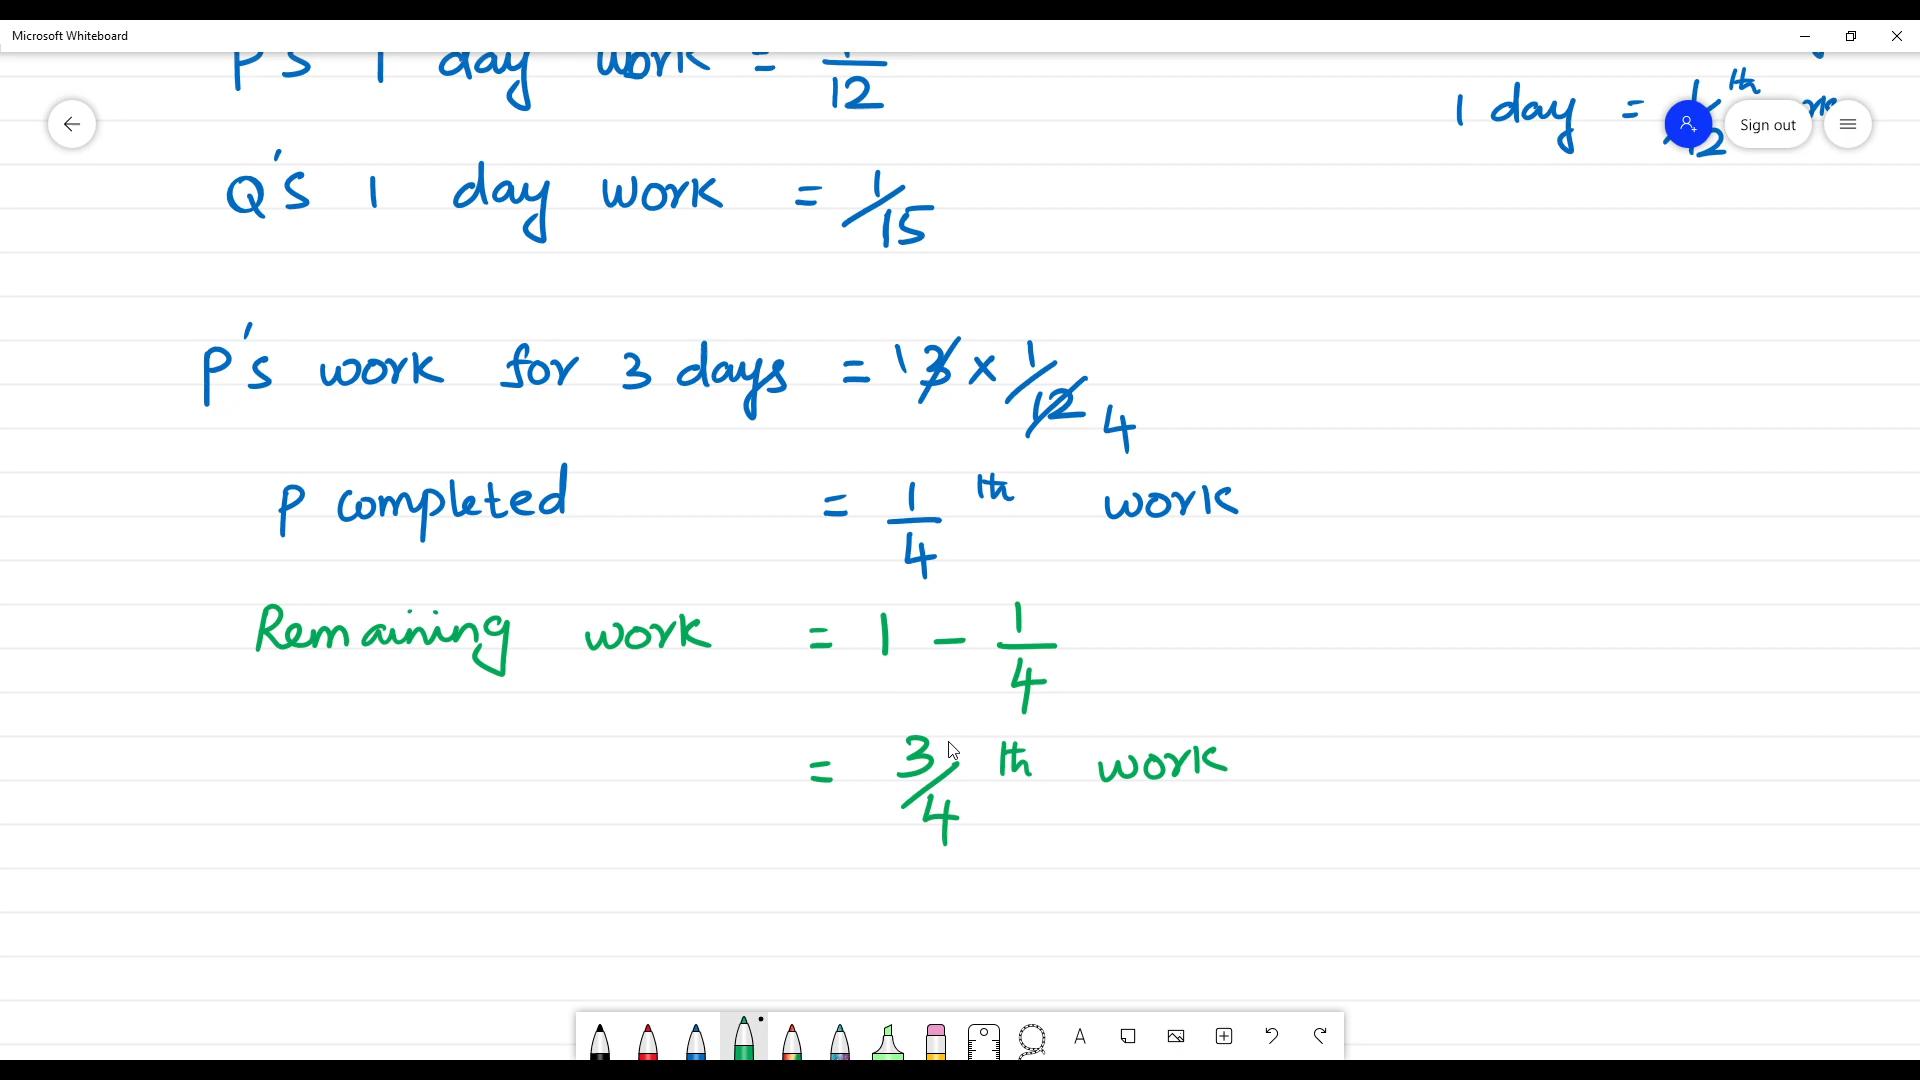 Microsoft Whiteboard
P's 1 day work = 1/12
1 day = th
Sign out
Q's 1 day work = 1/15
P's work for 3 days = 1 3 x 1/12 4
P completed = 1/4 th work
Remaining work = 1 - 1/4
= 3/4 th work
A